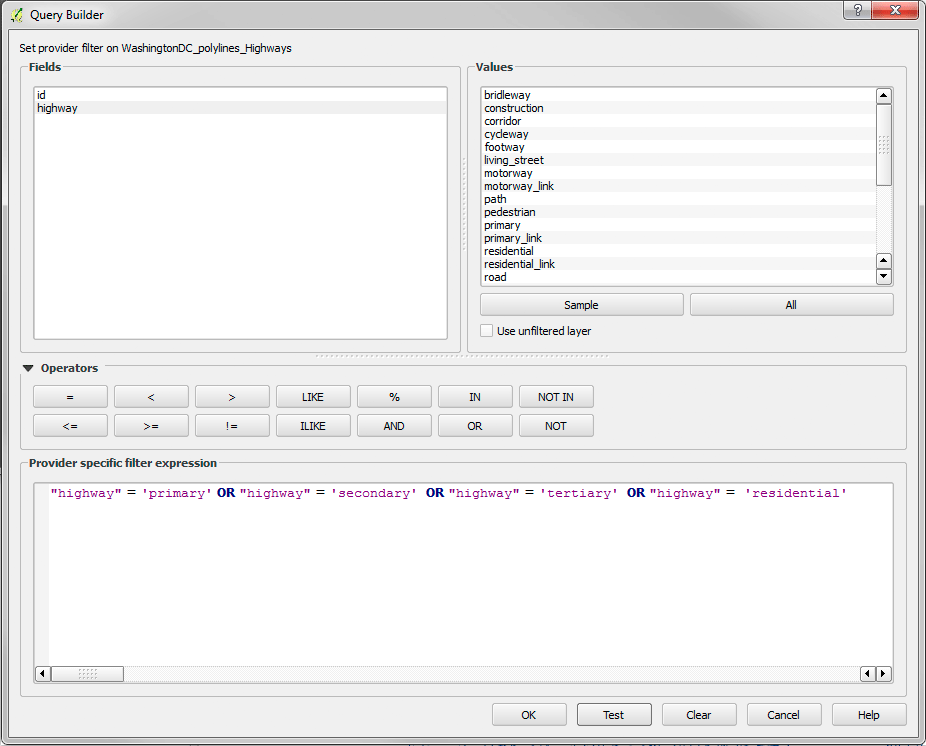 Query Builder
?
Set provider filter on WashingtonDC_polylines_Highways
Fields
id
highway
Values
bridleway
construction
corridor
cycleway
footway
living_street
motorway
motorway_link
path
pedestrian
primary
primary_link
residential
residential_link
road
Sample
All
Use unfiltered layer
Operators
= < > LIKE % IN NOT IN
<= >= != ILIKE AND OR NOT
Provider specific filter expression
"highway" = 'primary' OR "highway" = 'secondary' OR "highway" = 'tertiary' OR "highway" = 'residential'
OK Test Clear Cancel Help